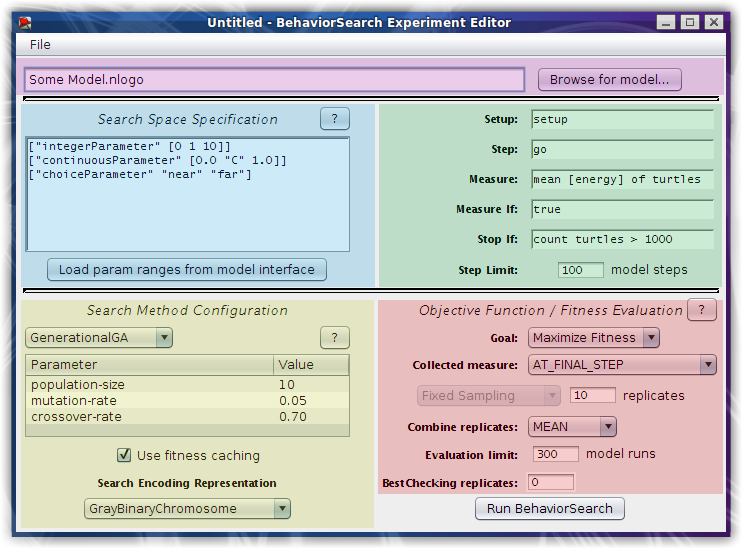 Untitled - BehaviorSearch Experiment Editor
File
Some Model.nlogo Browse for model...
Search Space Specification ?
["integerParameter" [0 1 10]]
["continuousParameter" [0.0 "C" 1.0]]
["choiceParameter" "near" "far"]
Load param ranges from model interface
Setup: setup
Step: go
Measure: mean [energy] of turtles
Measure If: true
Stop If: count turtles > 1000
Step Limit: 100 model steps
Search Method Configuration
GenerationalGA ?
Parameter Value
population-size 10
mutation-rate 0.05
crossover-rate 0.70
Use fitness caching
Search Encoding Representation
GrayBinaryChromosome
Objective Function / Fitness Evaluation ?
Goal: Maximize Fitness
Collected measure: AT_FINAL_STEP
Fixed Sampling 10 replicates
Combine replicates: MEAN
Evaluation limit: 300 model runs
BestChecking replicates: 0
Run BehaviorSearch